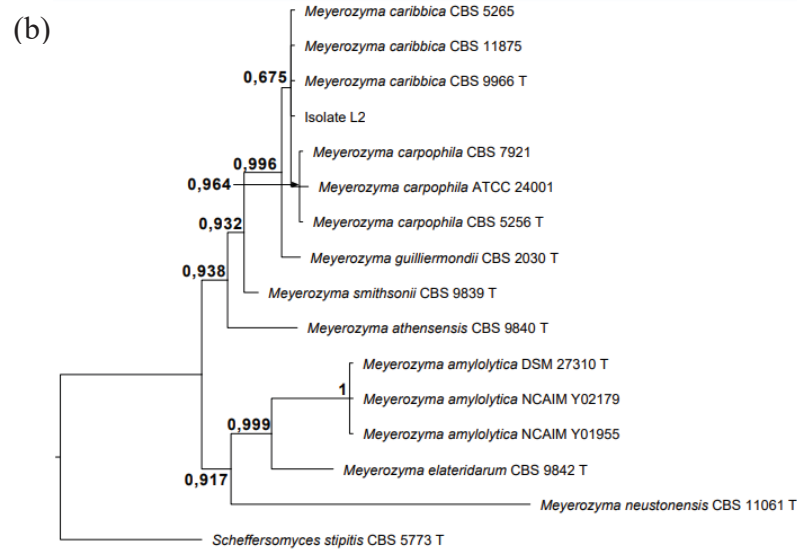 (b)
Meyerozyma caribbica CBS 5265
Meyerozyma caribbica CBS 11875
0,675
Meyerozyma caribbica CBS 9966 T
Isolate L2
Meyerozyma carpophila CBS 7921
0,996
0,964
Meyerozyma carpophila ATCC 24001
Meyerozyma carpophila CBS 5256 T
0,932
Meyerozyma guilliermondii CBS 2030 T
0,938
Meyerozyma smithsonii CBS 9839 T
Meyerozyma athensensis CBS 9840 T
Meyerozyma amylolytica DSM 27310 T
1
Meyerozyma amylolytica NCAIM Y02179
0,999
Meyerozyma amylolytica NCAIM Y01955
Meyerozyma elateridarum CBS 9842 T
0,917
Meyerozyma neustonensis CBS 11061 T
Scheffersomyces stipitis CBS 5773 T